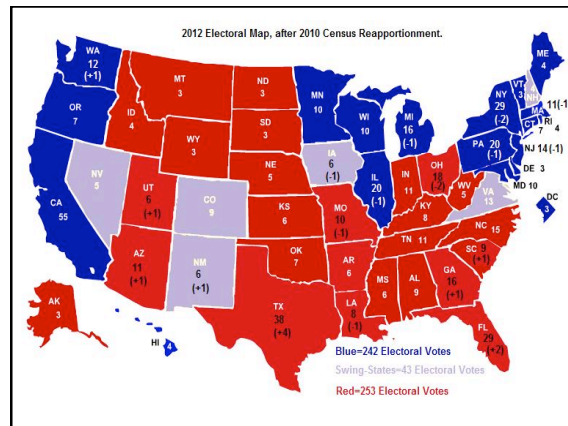 2012 Electoral Map, after 2010 Census Reapportionment.
WA
12
(+1)
OR
7
CA
55
NV
5
ID
4
MT
3
WY
3
UT
6
(+1)
AZ
11
(+1)
CO
9
NM
6
(+1)
ND
3
SD
3
NE
5
KS
6
OK
7
TX
38
(+4)
MN
10
IA
6
(-1)
MO
10
(-1)
AR
6
LA
8
(-1)
WI
10
IL
20
(-1)
MI
16
(-1)
IN
11
OH
18
(-2)
KY
8
TN 11
MS
6
AL
9
GA
16
(+1)
FL
29
(+2)
SC 9
(+1)
NC 15
VA
13
WV
5
PA 20
(-1)
NY
29
(-2)
VT
3
NH
ME
4
MA
11(-1
RI
4
CT
7
NJ 14(-1)
DE 3
MD 10
DC
3
AK
3
HI
4
Blue=242 Electoral Votes
Swing-States=43 Electoral Votes
Red=253 Electoral Votes